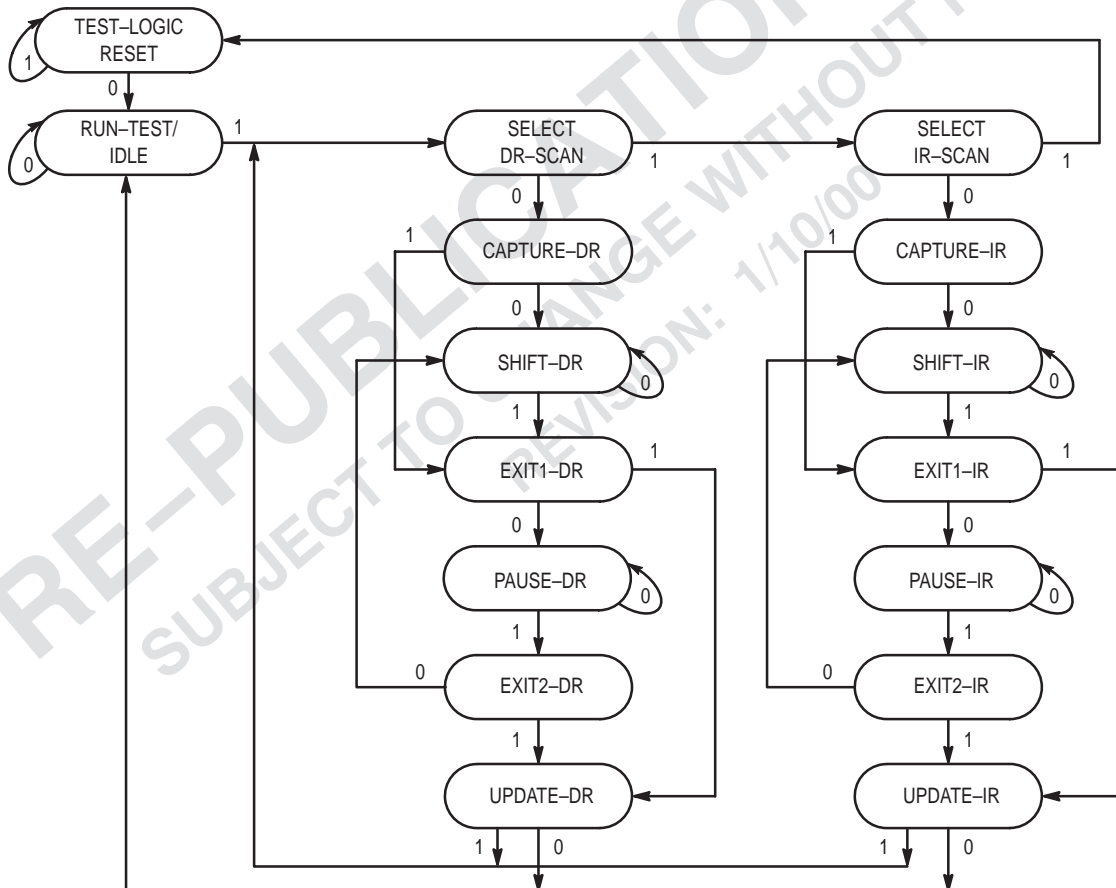 TEST–LOGIC
RESET
1
0
RUN–TEST/
IDLE
0
1
SELECT
DR–SCAN
1
SELECT
IR–SCAN
1
0
0
CAPTURE–DR
1
CAPTURE–IR
1
0
0
SHIFT–DR
0
SHIFT–IR
0
1
1
EXIT1–DR
1
EXIT1–IR
1
0
0
PAUSE–DR
0
PAUSE–IR
0
1
1
EXIT2–DR
0
EXIT2–IR
0
1
1
UPDATE–DR
UPDATE–IR
1
0
1
0
RE–PUBLICATION
SUBJECT TO CHANGE WITHOUT
REVISION: 1/10/00